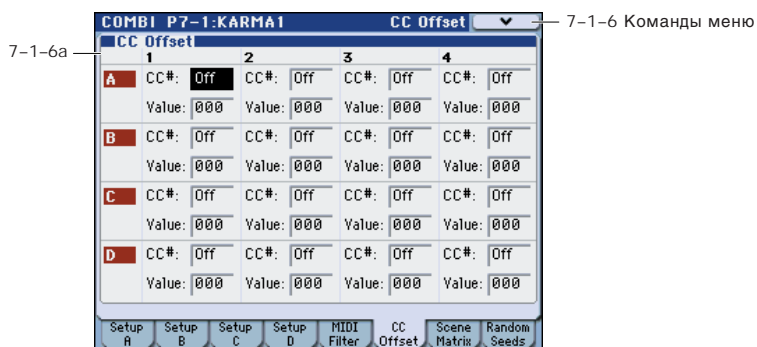 COMBI P7-1:KARMA1 CC Offset
7-1-6 Команды меню
7-1-6a
CC Offset
1 2 3 4
A CC#: Off CC#: Off CC#: Off CC#: Off
Value: 000 Value: 000 Value: 000 Value: 000
B CC#: Off CC#: Off CC#: Off CC#: Off
Value: 000 Value: 000 Value: 000 Value: 000
C CC#: Off CC#: Off CC#: Off CC#: Off
Value: 000 Value: 000 Value: 000 Value: 000
D CC#: Off CC#: Off CC#: Off CC#: Off
Value: 000 Value: 000 Value: 000 Value: 000
Setup A Setup B Setup C Setup D MIDI Filter CC Offset Scene Matrix Random Seeds